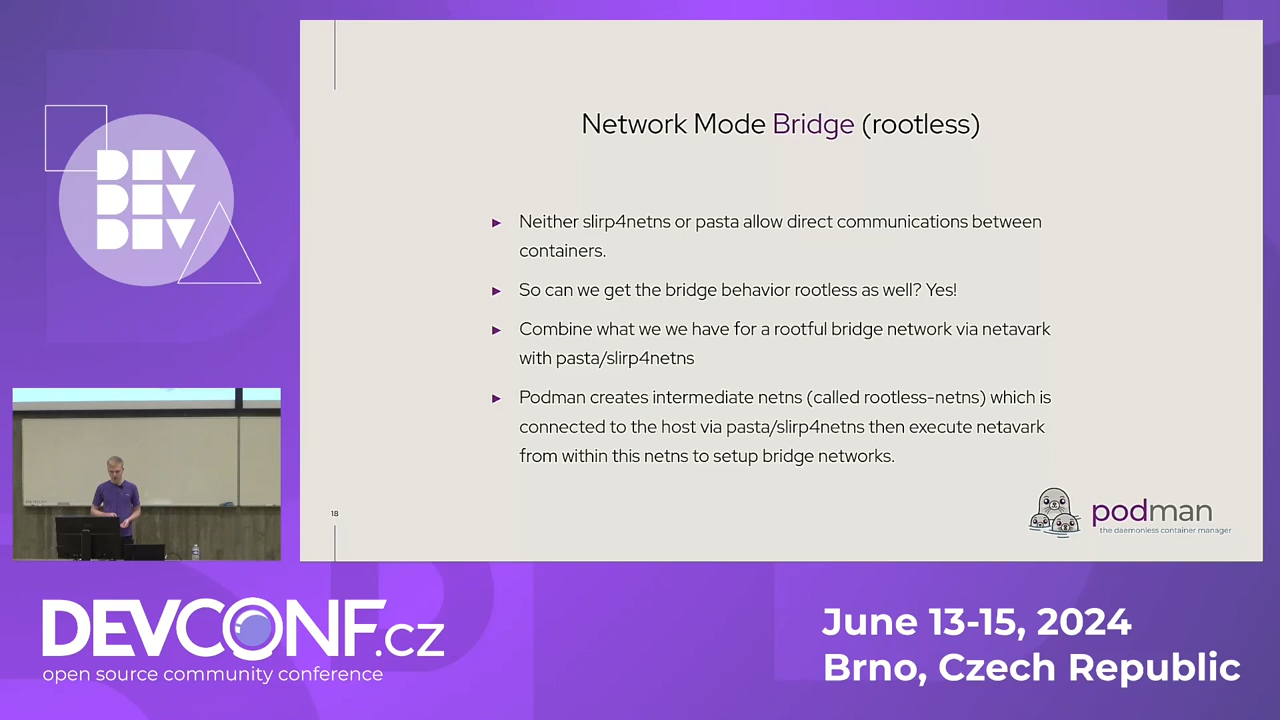 DEV
DEV
DEV
Network Mode Bridge (rootless)
► Neither slirp4netns or pasta allow direct communications between
containers.
► So can we get the bridge behavior rootless as well? Yes!
► Combine what we we have for a rootful bridge network via netavark
with pasta/slirp4netns
► Podman creates intermediate netns (called rootless-netns) which is
connected to the host via pasta/slirp4netns then execute netavark
from within this netns to setup bridge networks.
18
podman
the daemonless container manager
DEVCONF.cz
open source community conference
June 13-15, 2024
Brno, Czech Republic